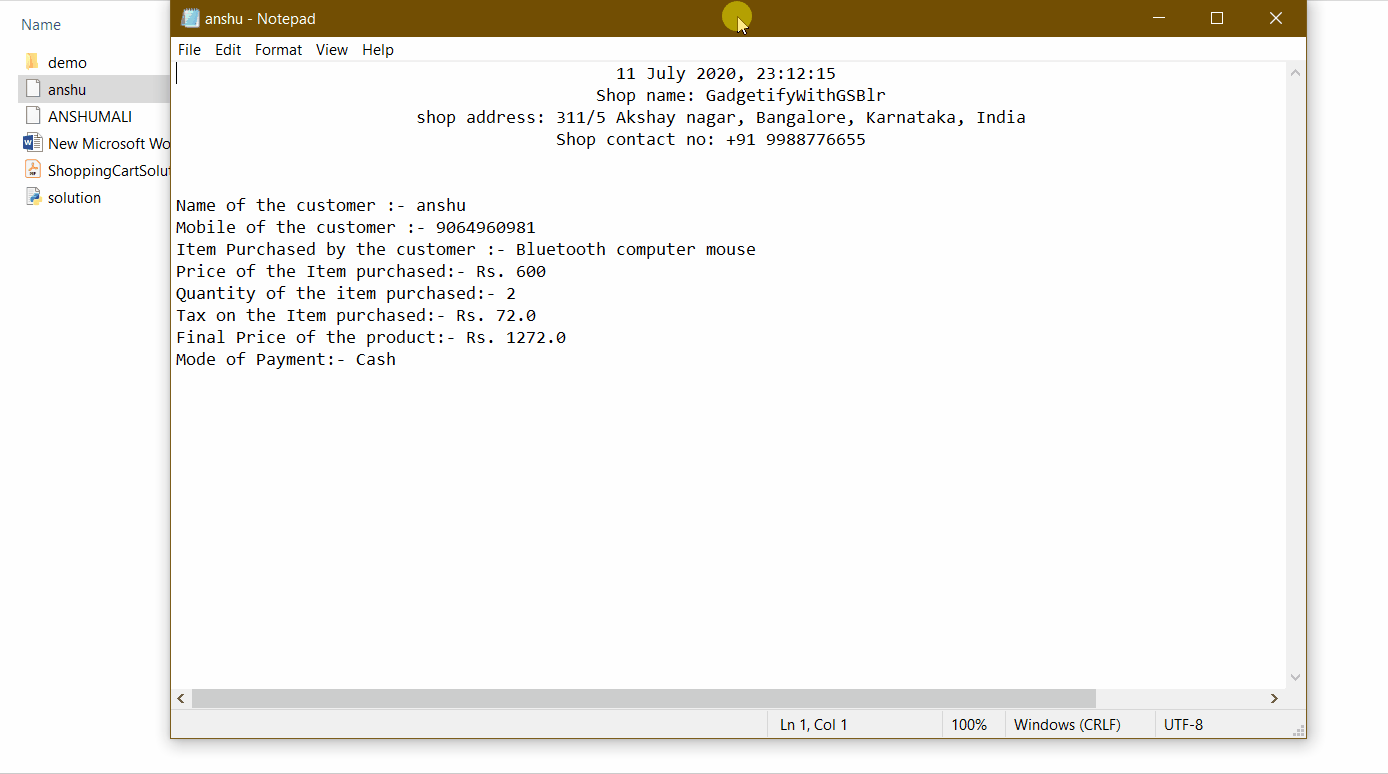 Name
demo
anshu
ANSHUMALI
New Microsoft Wo
ShoppingCartSolut
solution
anshu - Notepad
File Edit Format View Help
11 July 2020, 23:12:15
Shop name: GadgetifyWithGSBlr
shop address: 311/5 Akshay nagar, Bangalore, Karnataka, India
Shop contact no: +91 9988776655
Name of the customer :- anshu
Mobile of the customer :- 9064960981
Item Purchased by the customer :- Bluetooth computer mouse
Price of the Item purchased:- Rs. 600
Quantity of the item purchased:- 2
Tax on the Item purchased:- Rs. 72.0
Final Price of the product:- Rs. 1272.0
Mode of Payment:- Cash
Ln 1, Col 1 100% Windows (CRLF) UTF-8